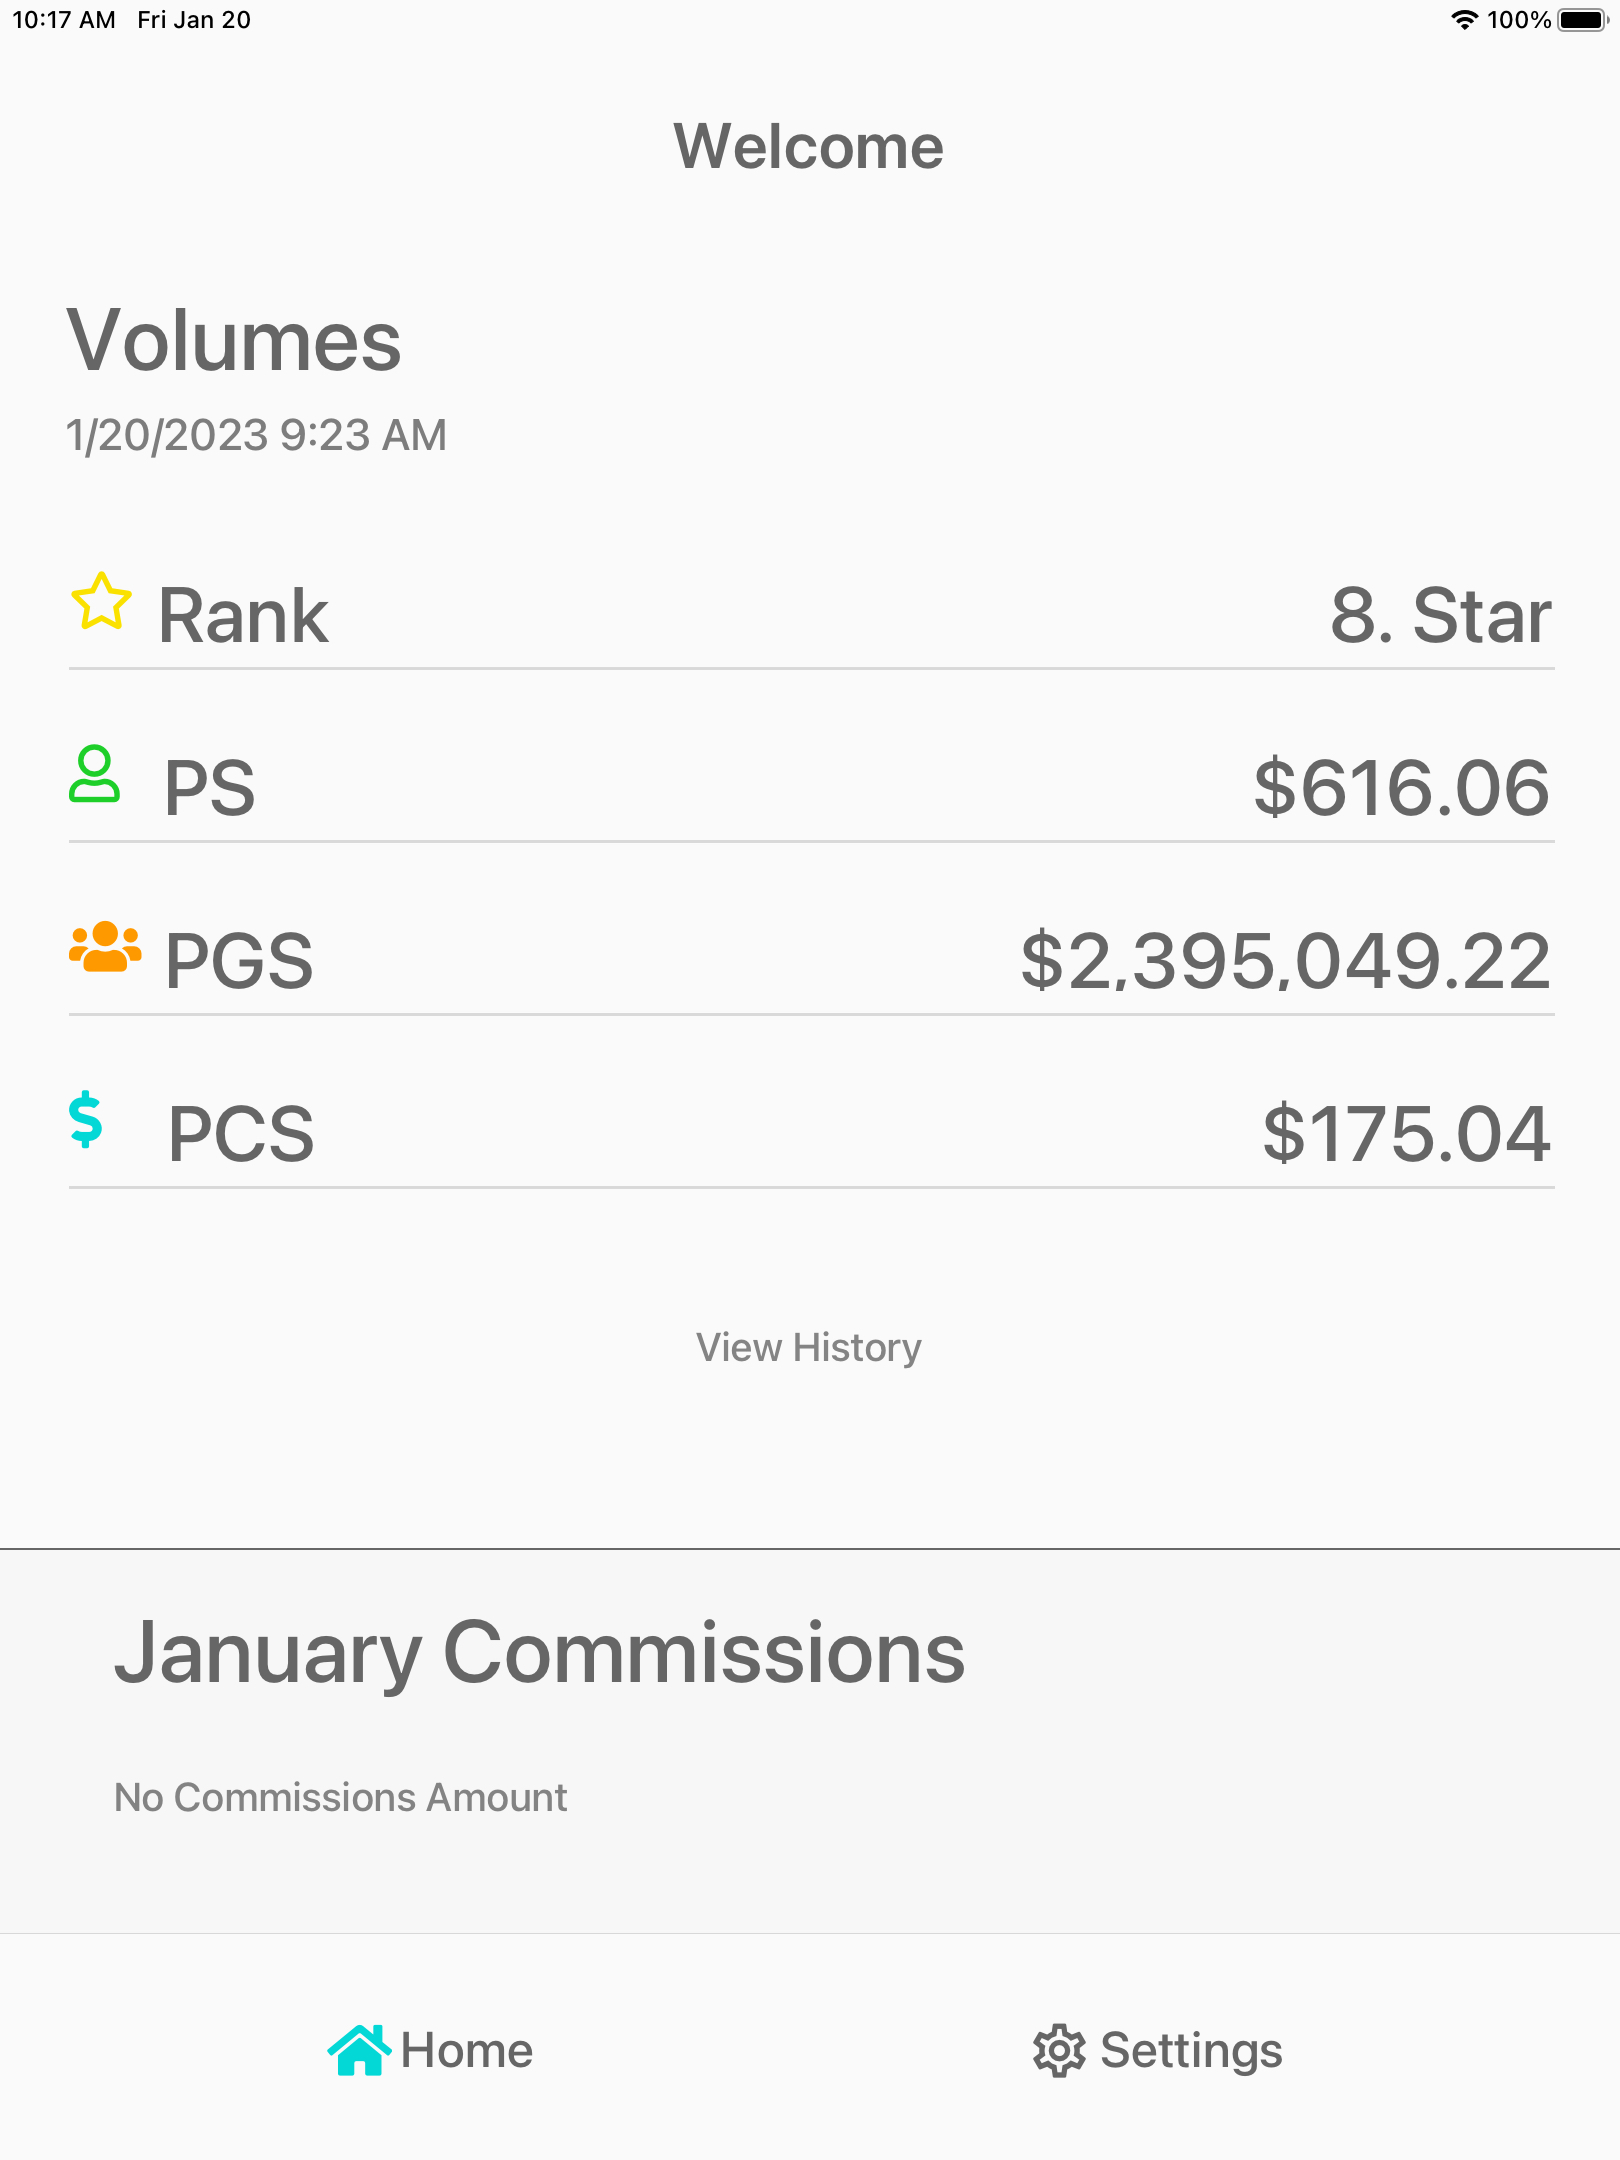 10:17 AM Fri Jan 20 100%
Welcome
Volumes
1/20/2023 9:23 AM
Rank 8. Star
PS $616.06
PGS $2,395,049.22
PCS $175.04
View History
January Commissions
No Commissions Amount
Home Settings